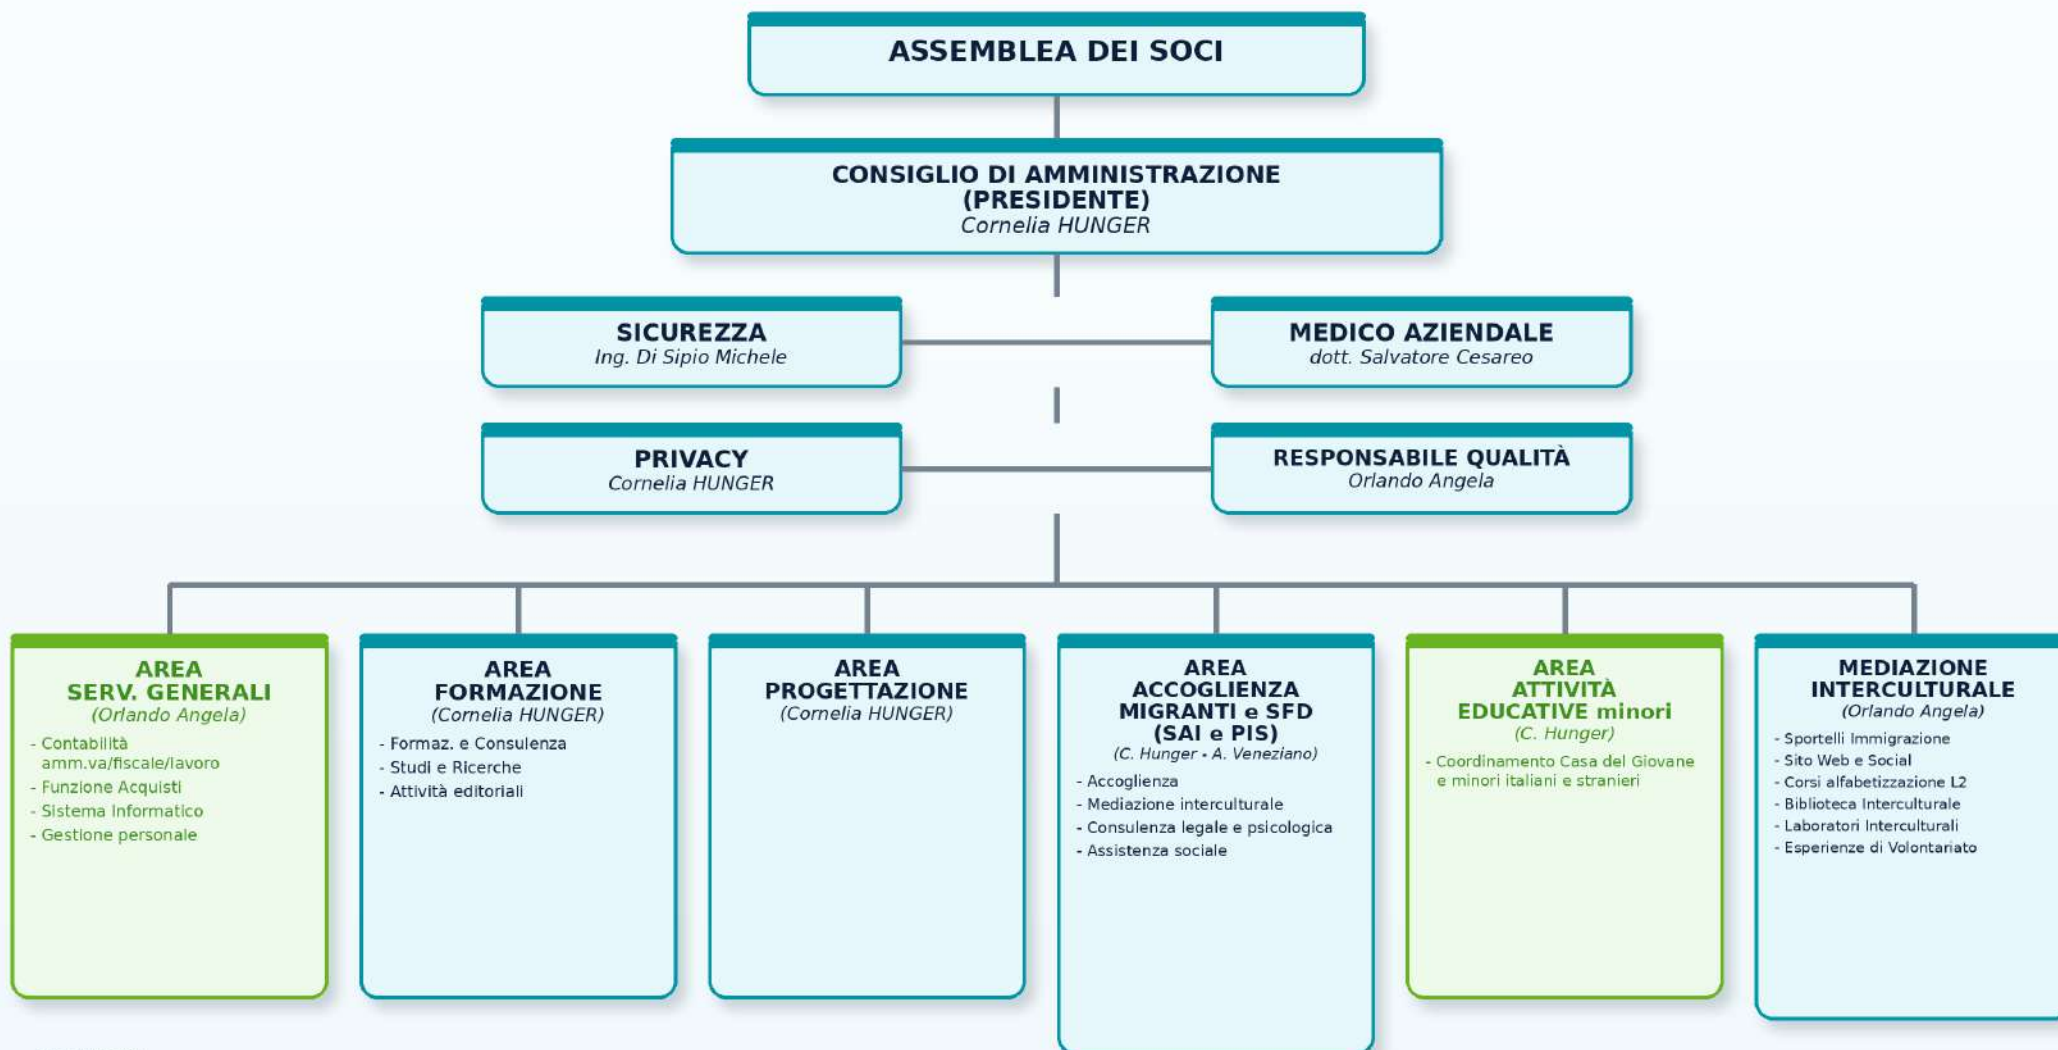 ASSEMBLEA DEI SOCI
CONSIGLIO DI AMMINISTRAZIONE
(PRESIDENTE)
Cornelia HUNGER
SICUREZZA
Ing. Di Sipio Michele
MEDICO AZIENDALE
dott. Salvatore Cesareo
PRIVACY
Cornelia HUNGER
RESPONSABILE QUALITÀ
Orlando Angela
AREA
SERV. GENERALI
(Orlando Angela)
- Contabilità
amm.va/fiscale/lavoro
- Funzione Acquisti
- Sistema Informatico
- Gestione personale
AREA
FORMAZIONE
(Cornelia HUNGER)
- Formaz. e Consulenza
- Studi e Ricerche
- Attività editoriali
AREA
PROGETTAZIONE
(Cornelia HUNGER)
AREA
ACCOGLIENZA
MIGRANTI e SFD
(SAI e PIS)
(C. Hunger - A. Veneziano)
- Accoglienza
- Mediazione interculturale
- Consulenza legale e psicologica
- Assistenza sociale
AREA
ATTIVITÀ
EDUCATIVE minori
(C. Hunger)
- Coordinamento Casa del Giovane
e minori italiani e stranieri
MEDIAZIONE
INTERCULTURALE
(Orlando Angela)
- Sportelli Immigrazione
- Sito Web e Social
- Corsi alfabetizzazione L2
- Biblioteca Interculturale
- Laboratori Interculturali
- Esperienze di Volontariato